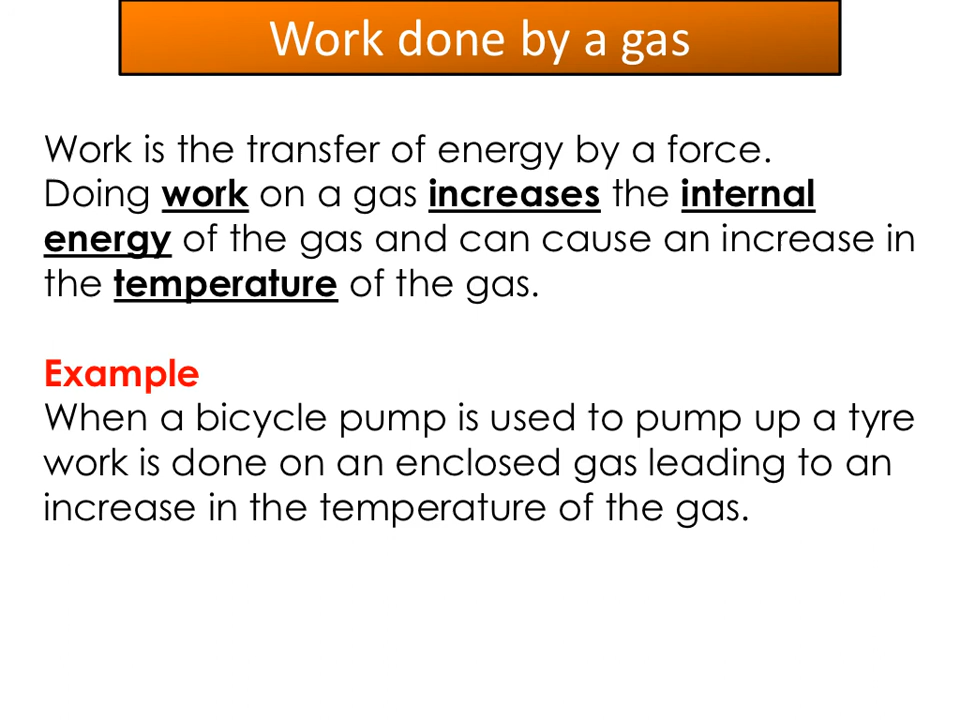 Work done by a gas
Work is the transfer of energy by a force.
Doing work on a gas increases the internal
energy of the gas and can cause an increase in
the temperature of the gas.
Example
When a bicycle pump is used to pump up a tyre
work is done on an enclosed gas leading to an
increase in the temperature of the gas.